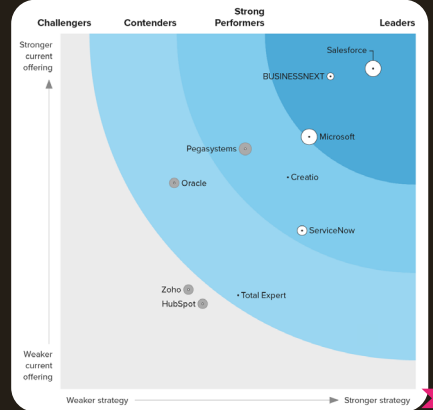 Strong
Challengers Contenders Performers Leaders
Stronger
current
offering
Salesforce
BUSINESSNEXT
Microsoft
Pegasystems
Creatio
Oracle
ServiceNow
Zoho
Total Expert
HubSpot
Weaker
current
offering
Weaker strategy Stronger strategy